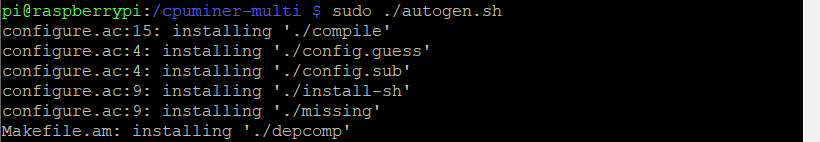 pi@raspberrypi:/cpuminer-multi $ sudo ./autogen.sh
configure.ac:15: installing './compile'
configure.ac:4: installing './config.guess'
configure.ac:4: installing './config.sub'
configure.ac:9: installing './install-sh'
configure.ac:9: installing './missing'
Makefile.am: installing './depcomp'